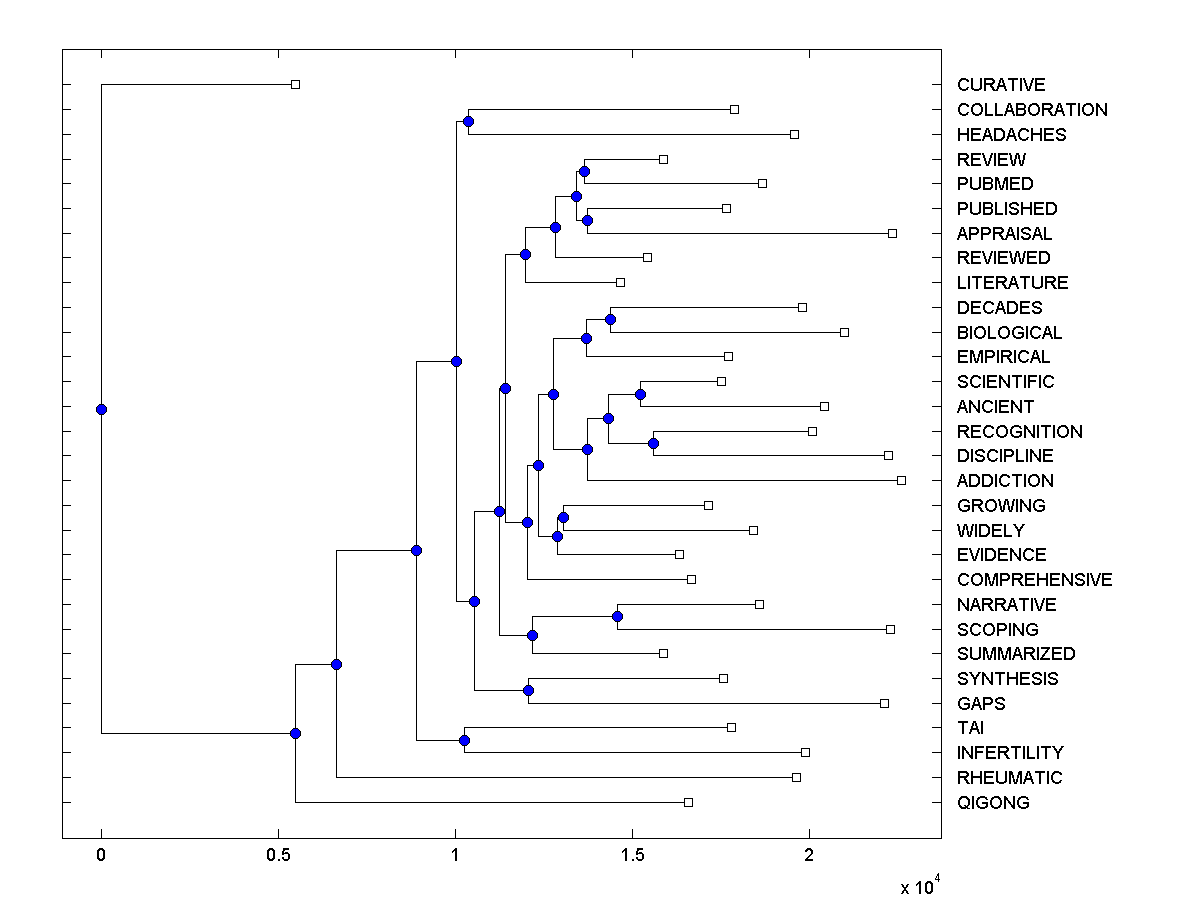 CURATIVE
COLLABORATION
HEADACHES
REVIEW
PUBMED
PUBLISHED
APPRAISAL
REVIEWED
LITERATURE
DECADES
BIOLOGICAL
EMPIRICAL
SCIENTIFIC
ANCIENT
RECOGNITION
DISCIPLINE
ADDICTION
GROWING
WIDELY
EVIDENCE
COMPREHENSIVE
NARRATIVE
SCOPING
SUMMARIZED
SYNTHESIS
GAPS
TAI
INFERTILITY
RHEUMATIC
QIGONG
0 0.5 1 1.5 2
x 10^4